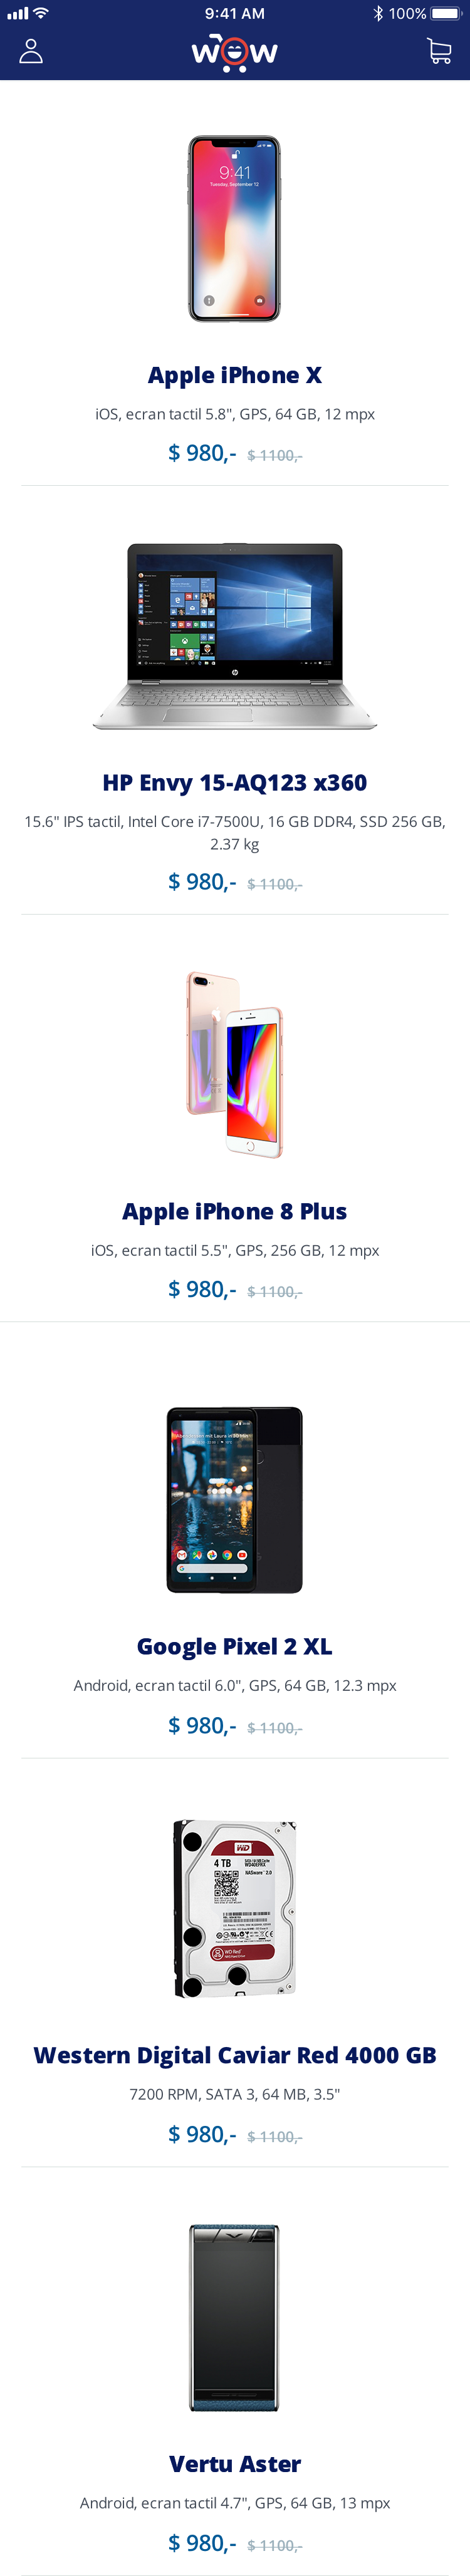 9:41 AM
100%
WOW
9:41
Tuesday, September 12
Apple iPhone X
iOS, ecran tactil 5.8", GPS, 64 GB, 12 mpx
$ 980,- $ 1100,-
HP Envy 15-AQ123 x360
15.6" IPS tactil, Intel Core i7-7500U, 16 GB DDR4, SSD 256 GB,
2.37 kg
$ 980,- $ 1100,-
Apple iPhone 8 Plus
iOS, ecran tactil 5.5", GPS, 256 GB, 12 mpx
$ 980,- $ 1100,-
Google Pixel 2 XL
Android, ecran tactil 6.0", GPS, 64 GB, 12.3 mpx
$ 980,- $ 1100,-
WD
4 TB
WD40EFRX
NASware 2.0
WD Red
Western Digital Caviar Red 4000 GB
7200 RPM, SATA 3, 64 MB, 3.5"
$ 980,- $ 1100,-
Vertu Aster
Android, ecran tactil 4.7", GPS, 64 GB, 13 mpx
$ 980,- $ 1100,-